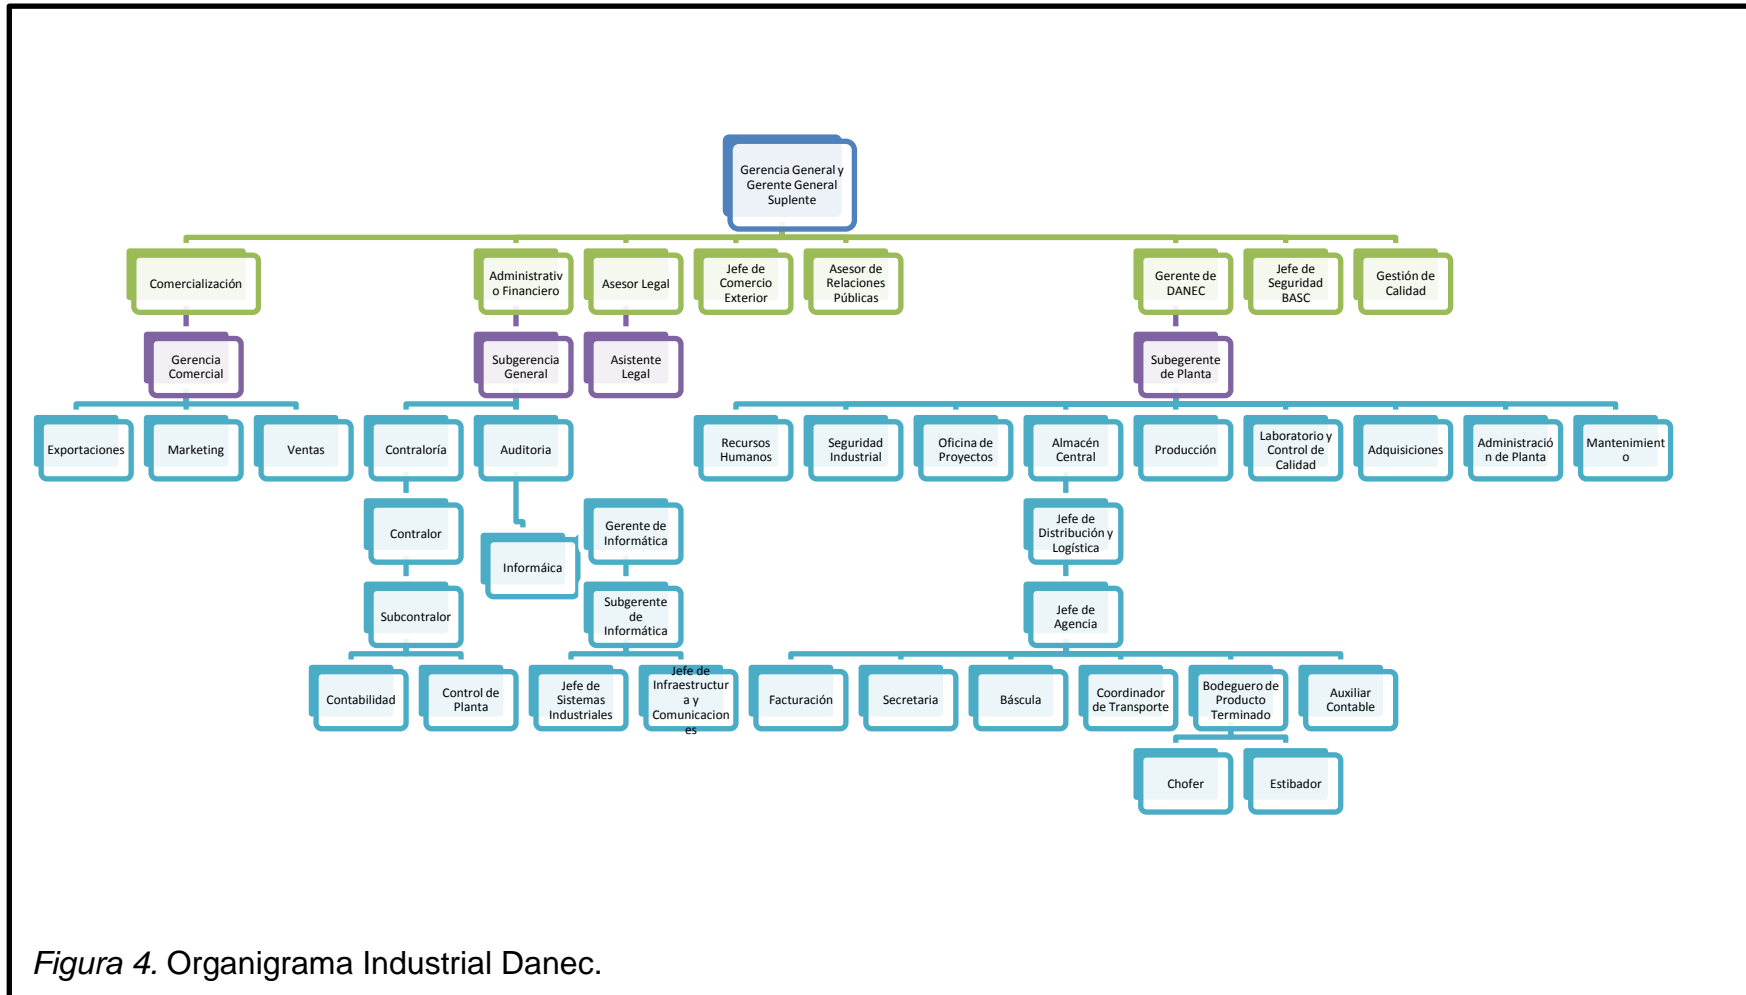 Gerencia General y
Gerente General
Suplente
Comercialización
Administrativ
o Financiero
Asesor Legal
Jefe de
Comercio
Exterior
Asesor de
Relaciones
Públicas
Gerente de
DANEC
Jefe de
Seguridad
BASC
Gestión de
Calidad
Gerencia
Comercial
Subgerencia
General
Asistente
Legal
Subegerente
de Planta
Exportaciones
Marketing
Ventas
Contraloría
Auditoria
Recursos
Humanos
Seguridad
Industrial
Oficina de
Proyectos
Almacén
Central
Producción
Laboratorio y
Control de
Calidad
Adquisiciones
Administració
n de Planta
Mantenimient
o
Contralor
Informáica
Gerente de
Informática
Jefe de
Distribución y
Logística
Subcontralor
Subgerente
de
Informática
Jefe de
Agencia
Contabilidad
Control de
Planta
Jefe de
Sistemas
Industriales
Jefe de
Infraestructur
a y
Comunicacion
es
Facturación
Secretaria
Báscula
Coordinador
de Transporte
Bodeguero de
Producto
Terminado
Auxiliar
Contable
Chofer
Estibador
Figura 4. Organigrama Industrial Danec.